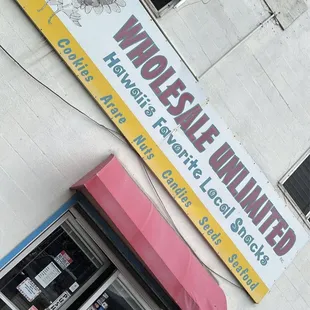 WHOLESALE UNLIMITED
Hawaii's Favorite Local Snacks
Cookies Arare Nuts Candies Seeds Seafood